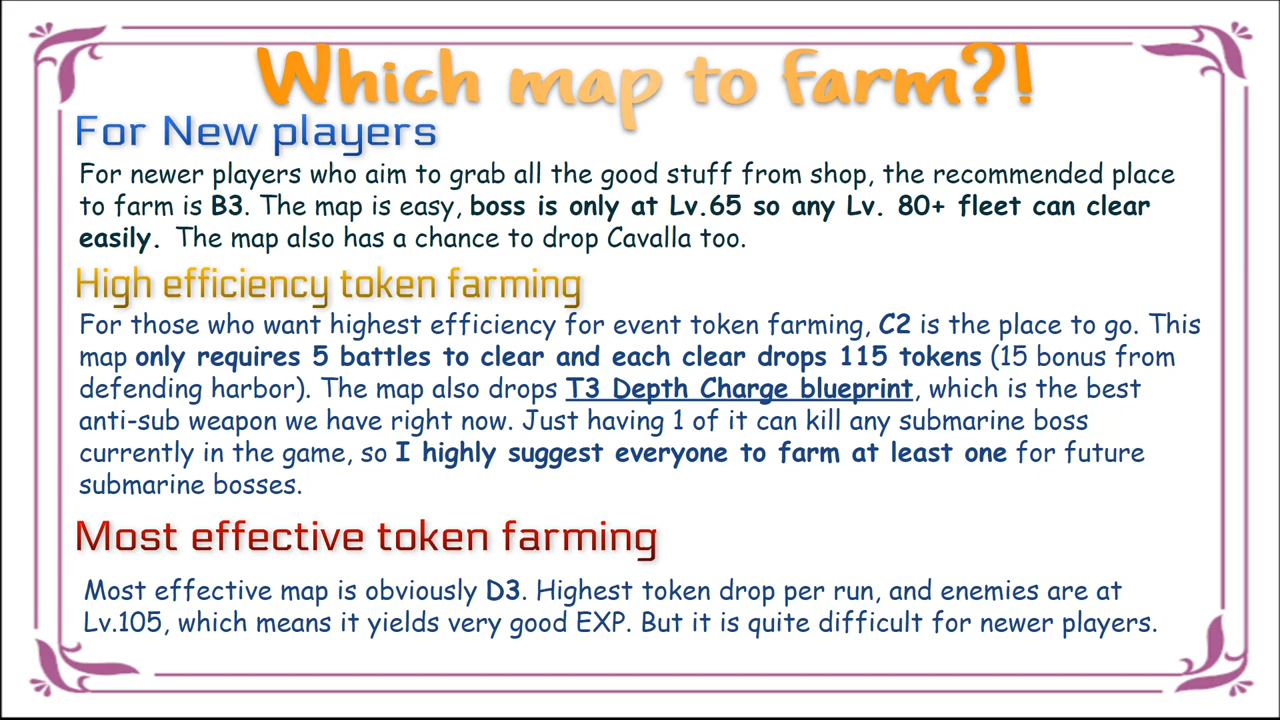 Which map to farm?!
For New players
For newer players who aim to grab all the good stuff from shop, the recommended place
to farm is B3. The map is easy, boss is only at Lv.65 so any Lv. 80+ fleet can clear
easily. The map also has a chance to drop Cavalla too.
High efficiency token farming
For those who want highest efficiency for event token farming, C2 is the place to go. This
map only requires 5 battles to clear and each clear drops 115 tokens (15 bonus from
defending harbor). The map also drops T3 Depth Charge blueprint, which is the best
anti-sub weapon we have right now. Just having 1 of it can kill any submarine boss
currently in the game, so I highly suggest everyone to farm at least one for future
submarine bosses.
Most effective token farming
Most effective map is obviously D3. Highest token drop per run, and enemies are at
Lv.105, which means it yields very good EXP. But it is quite difficult for newer players.